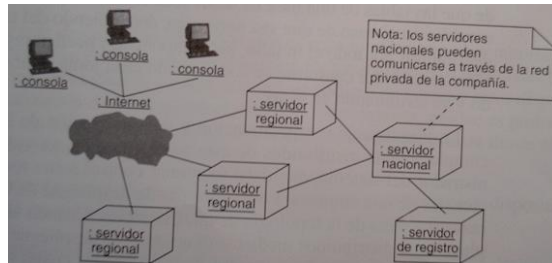 : consola
: consola
: consola
: Internet
: servidor
regional
: servidor
regional
: servidor
regional
: servidor
nacional
: servidor
de registro
Nota: los servidores
nacionales pueden
comunicarse a través de la red
privada de la compañía.